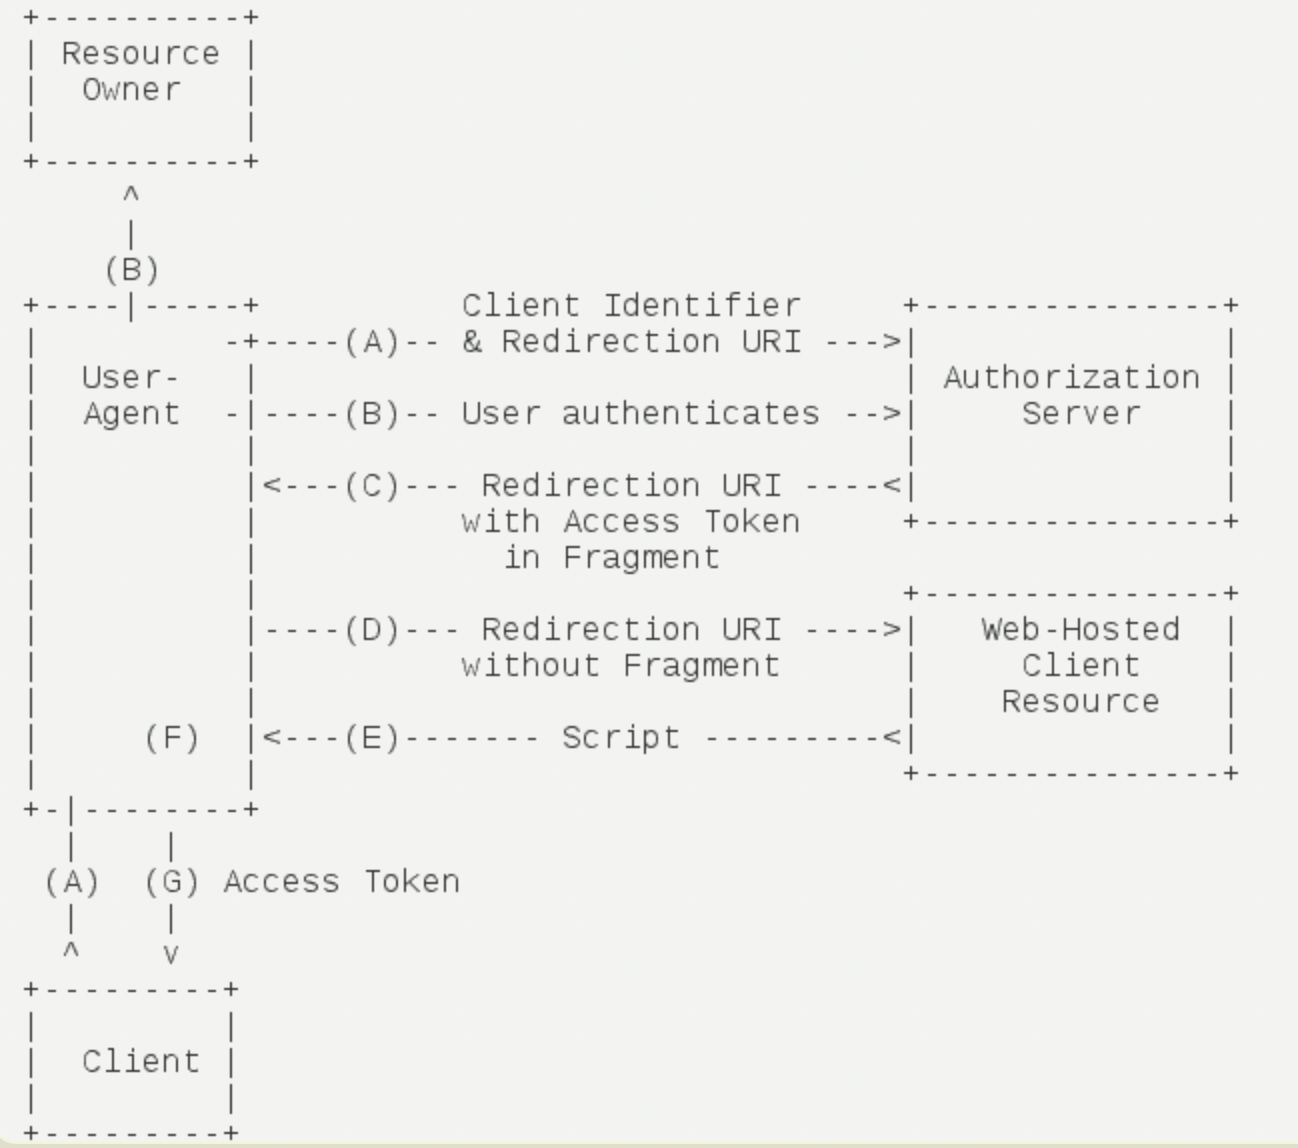 +----------+
| Resource |
|  Owner   |
|          |
+----------+
     ^
     |
    (B)
+----|-----+          Client Identifier     +---------------+
|         -+----(A)-- & Redirection URI --->|               |
|  User-   |                                | Authorization |
|  Agent  -|----(B)-- User authenticates -->|     Server    |
|          |                                |               |
|          |<---(C)--- Redirection URI ----<|               |
|          |          with Access Token     +---------------+
|          |            in Fragment
|          |                                +---------------+
|          |----(D)--- Redirection URI ---->|   Web-Hosted  |
|          |          without Fragment      |     Client    |
|          |                                |    Resource   |
|     (F)  |<---(E)------- Script ---------<|               |
|          |                                +---------------+
+-|--------+
  |    |
 (A)  (G) Access Token
  |    |
  ^    v
+---------+
|         |
|  Client |
|         |
+---------+